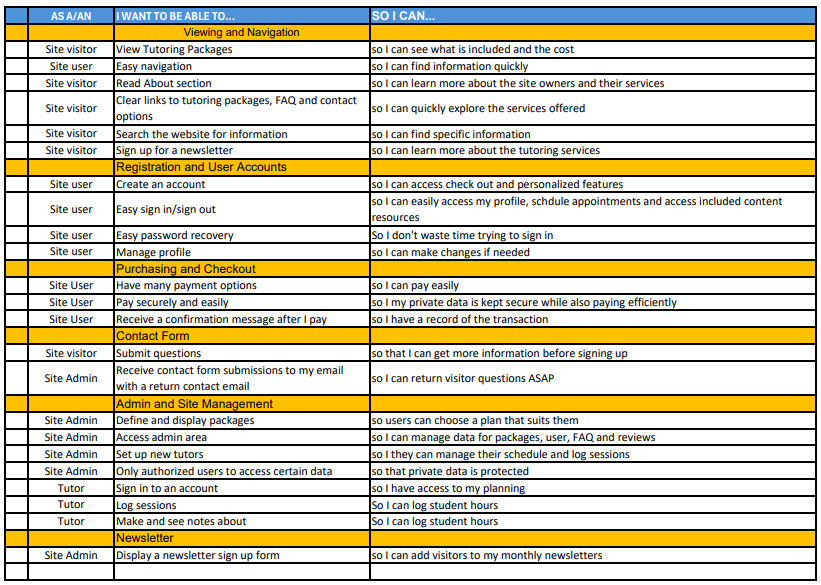 AS A/AN I WANT TO BE ABLE TO... SO I CAN...
Viewing and Navigation
Site visitor View Tutoring Packages so I can see what is included and the cost
Site user Easy navigation so I can find information quickly
Site visitor Read About section so I can learn more about the site owners and their services
Site visitor Clear links to tutoring packages, FAQ and contact options so I can quickly explore the services offered
Site visitor Search the website for information so I can find specific information
Site visitor Sign up for a newsletter so I can learn more about the tutoring services
Registration and User Accounts
Site user Create an account so I can access check out and personalized features
Site user Easy sign in/sign out so I can easily access my profile, schdule appointments and access included content resources
Site user Easy password recovery So I don't waste time trying to sign in
Site user Manage profile so I can make changes if needed
Purchasing and Checkout
Site User Have many payment options so I can pay easily
Site User Pay securely and easily so I my private data is kept secure while also paying efficiently
Site User Receive a confirmation message after I pay so I have a record of the transaction
Contact Form
Site visitor Submit questions so that I can get more information before signing up
Site Admin Receive contact form submissions to my email with a return contact email so I can return visitor questions ASAP
Admin and Site Management
Site Admin Define and display packages so users can choose a plan that suits them
Site Admin Access admin area so I can manage data for packages, user, FAQ and reviews
Site Admin Set up new tutors so I they can manage their schedule and log sessions
Site Admin Only authorized users to access certain data so that private data is protected
Tutor Sign in to an account so I have access to my planning
Tutor Log sessions So I can log student hours
Tutor Make and see notes about So I can log student hours
Newsletter
Site Admin Display a newsletter sign up form so I can add visitors to my monthly newsletters